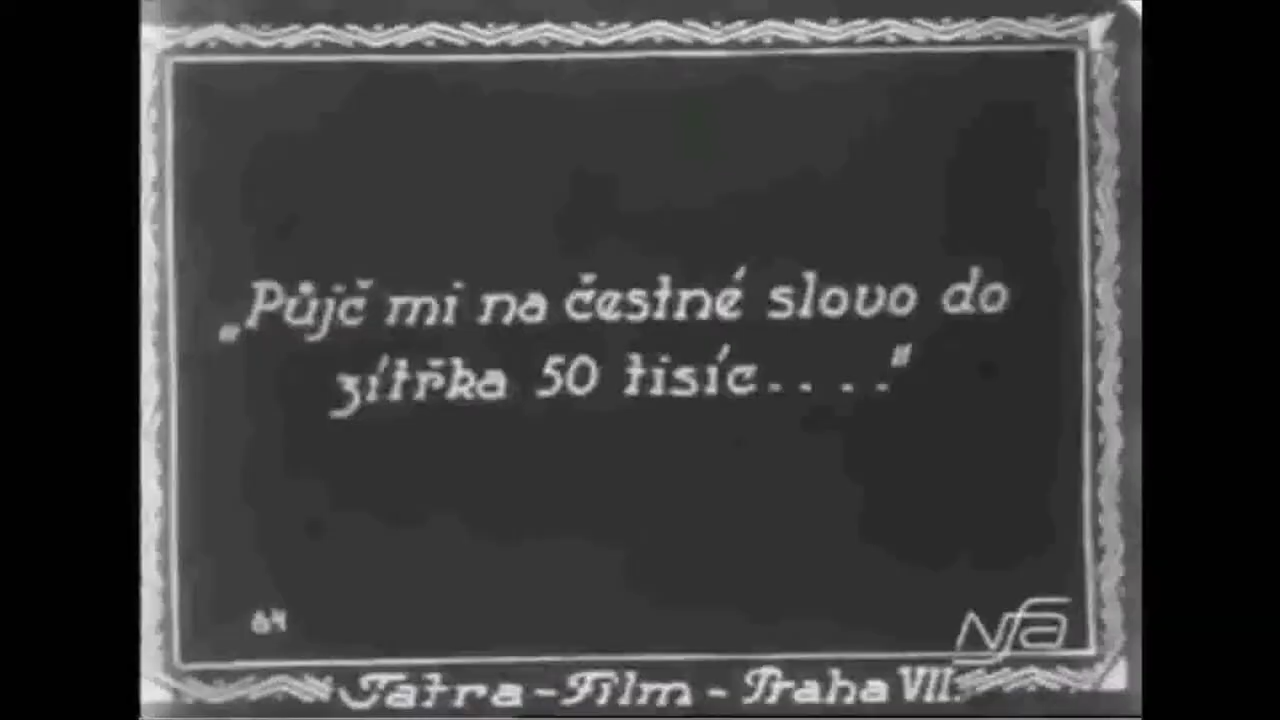 „Půjč mi na čestné slovo do
zítřka 50 tisíc...."
64
Nfa
Tatra-Film - Praha VII.